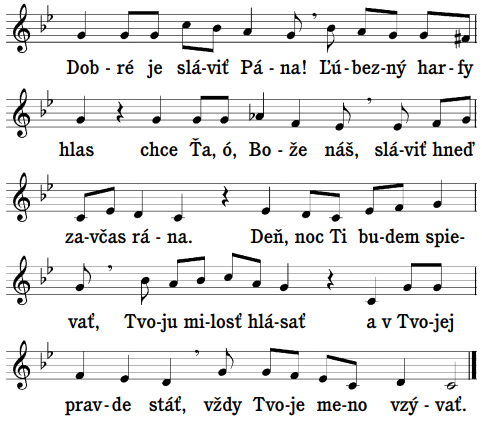 Dob - ré je slá-viť Pá - na! Ľú-bez-ný har-fy
hlas chce Ťa, ó, Bo - že náš, slá-viť hneď
za-včas rá - na. Deň, noc Ti bu-dem spie-
vať, Tvo-ju mi-losť hlá-sať a v Tvo-jej
prav-de stáť, vždy Tvo-je me-no vzý - vať.